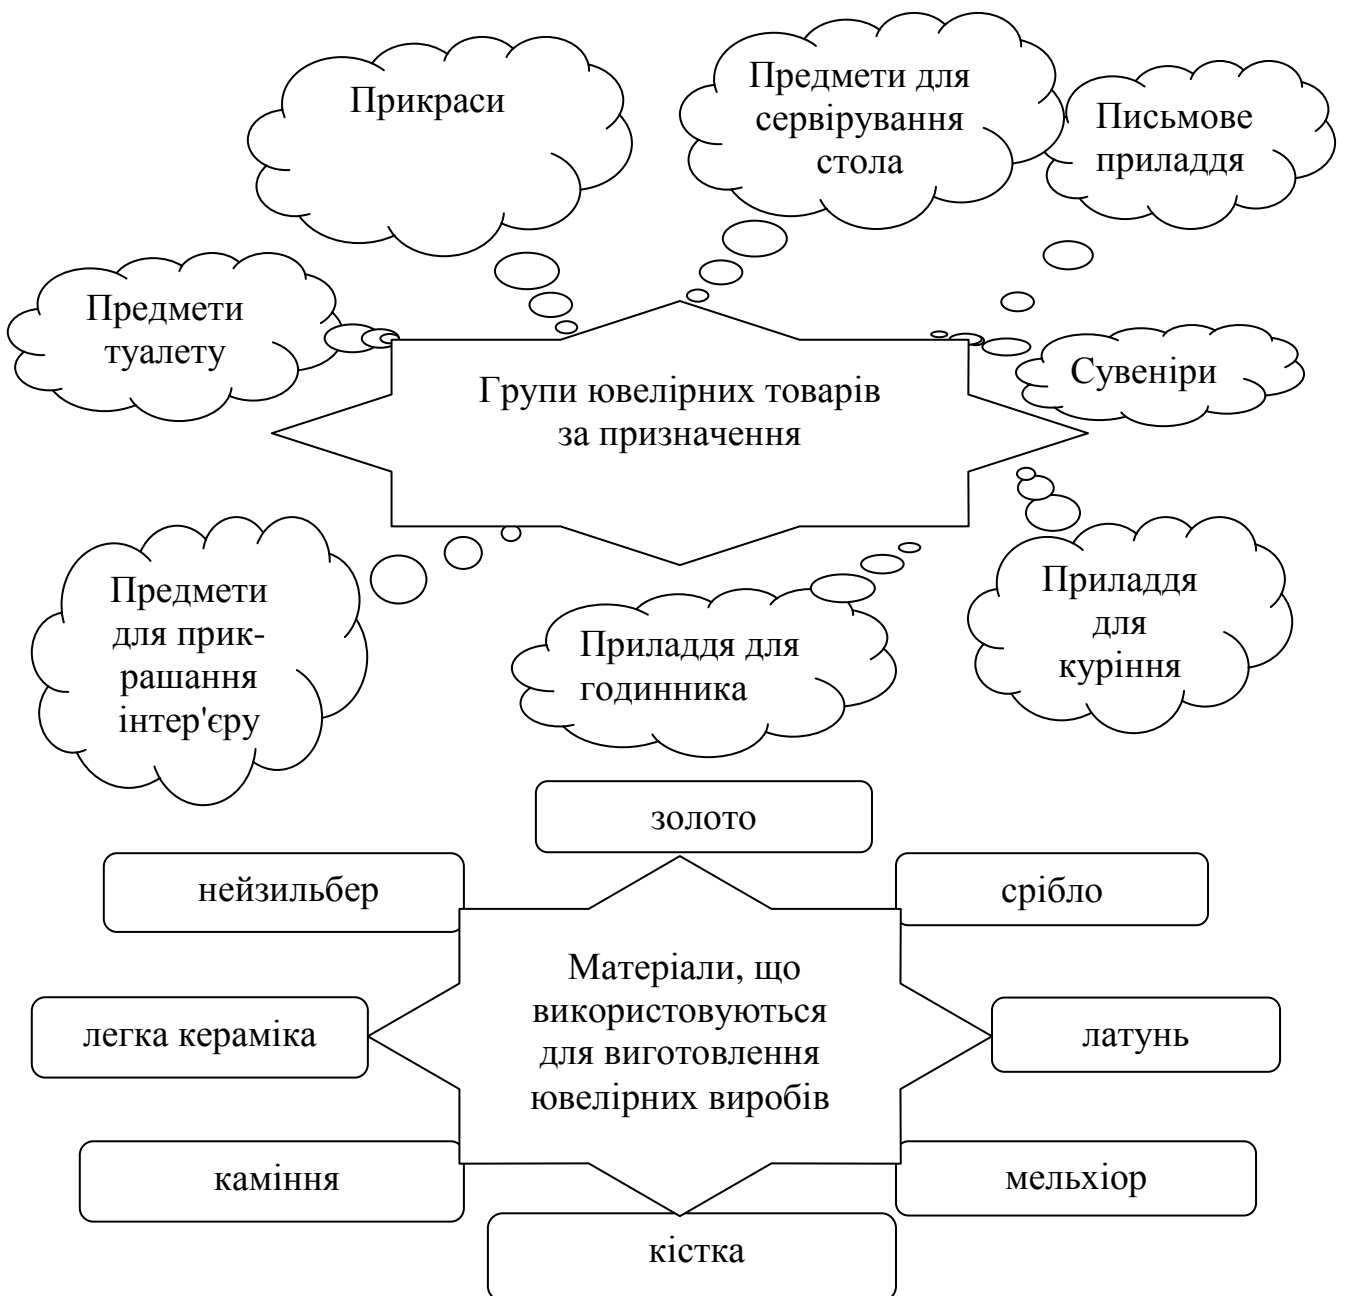 Прикраси
Предмети для
сервірування
стола
Письмове
приладдя
Предмети
туалету
Групи ювелірних товарів
за призначення
Сувеніри
Предмети
для прик-
рашання
інтер'єру
Приладдя для
годинника
Приладдя
для
куріння
золото
нейзильбер
срібло
Матеріали, що
використовуються
для виготовлення
ювелірних виробів
легка кераміка
латунь
каміння
мельхіор
кістка